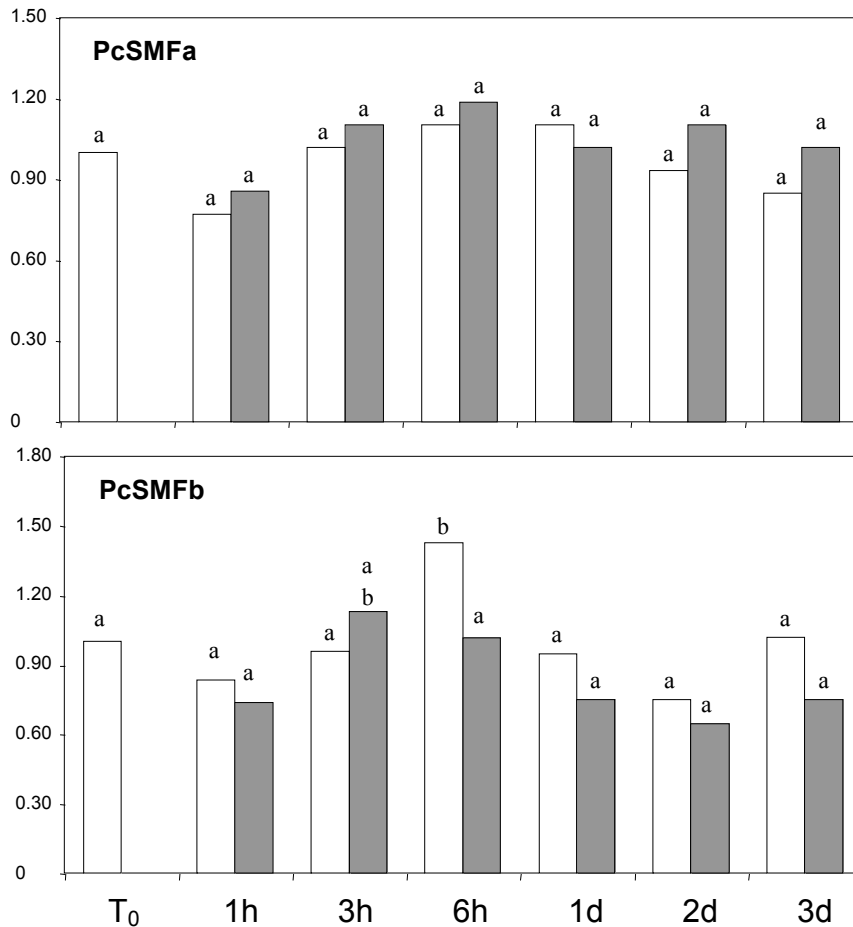 1.50
PcSMFa
a a
1.20 a a a a a a
a a
0.90 a a a
0.60
0.30
0
1.80
PcSMFb
1.50 b
a
1.20 b
a a a a a
0.90 a a a a a
0.60
0.30
0
T₀ 1h 3h 6h 1d 2d 3d